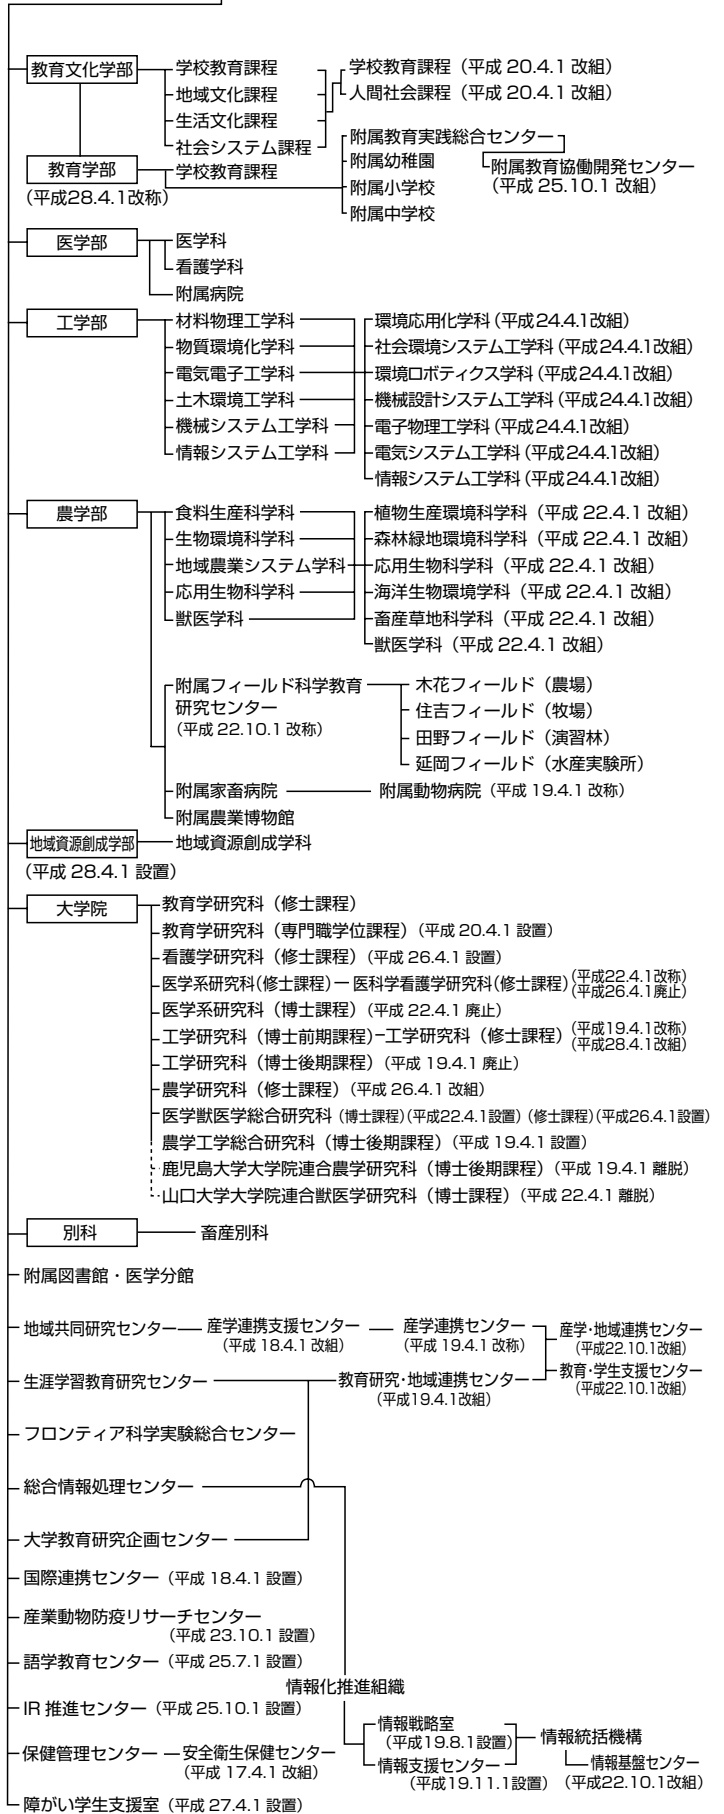 教育文化学部
学校教育課程
地域文化課程
生活文化課程
社会システム課程
学校教育課程（平成 20.4.1 改組）
人間社会課程（平成 20.4.1 改組）
教育学部
（平成28.4.1改称）
学校教育課程
附属教育実践総合センター
附属幼稚園
附属小学校
附属中学校
附属教育協働開発センター
（平成 25.10.1 改組）
医学部
医学科
看護学科
附属病院
工学部
材料物理工学科
物質環境化学科
電気電子工学科
土木環境工学科
機械システム工学科
情報システム工学科
環境応用化学科（平成24.4.1改組）
社会環境システム工学科（平成24.4.1改組）
環境ロボティクス学科（平成24.4.1改組）
機械設計システム工学科（平成24.4.1改組）
電子物理工学科（平成24.4.1改組）
電気システム工学科（平成24.4.1改組）
情報システム工学科（平成24.4.1改組）
農学部
食料生産科学科
生物環境科学科
地域農業システム学科
応用生物科学科
獣医学科
植物生産環境科学科（平成 22.4.1 改組）
森林緑地環境科学科（平成 22.4.1 改組）
応用生物科学科（平成 22.4.1 改組）
海洋生物環境学科（平成 22.4.1 改組）
畜産草地科学科（平成 22.4.1 改組）
獣医学科（平成 22.4.1 改組）
附属フィールド科学教育
研究センター
（平成 22.10.1 改称）
木花フィールド（農場）
住吉フィールド（牧場）
田野フィールド（演習林）
延岡フィールド（水産実験所）
附属家畜病院
附属動物病院（平成 19.4.1 改称）
附属農業博物館
地域資源創成学部
（平成 28.4.1 設置）
地域資源創成学科
大学院
教育学研究科（修士課程）
教育学研究科（専門職学位課程）（平成 20.4.1 設置）
看護学研究科（修士課程）（平成 26.4.1 設置）
医学系研究科（修士課程）ー 医科学看護学研究科（修士課程）（平成22.4.1改称）
（平成26.4.1廃止）
医学系研究科（博士課程）（平成 22.4.1 廃止）
工学研究科（博士前期課程）−工学研究科（修士課程）（平成19.4.1改称）
（平成28.4.1改組）
工学研究科（博士後期課程）（平成 19.4.1 廃止）
農学研究科（修士課程）（平成 26.4.1 改組）
医学獣医学総合研究科（博士課程）（平成22.4.1設置）（修士課程）（平成26.4.1設置）
農学工学総合研究科（博士後期課程）（平成 19.4.1 設置）
鹿児島大学大学院連合農学研究科（博士後期課程）（平成 19.4.1 離脱）
山口大学大学院連合獣医学研究科（博士課程）（平成 22.4.1 離脱）
別科
畜産別科
附属図書館・医学分館
地域共同研究センター
産学連携支援センター
（平成 18.4.1 改組）
産学連携センター
（平成 19.4.1 改称）
産学・地域連携センター
（平成22.10.1改組）
教育・学生支援センター
（平成22.10.1改組）
生涯学習教育研究センター
教育研究・地域連携センター
（平成19.4.1改組）
フロンティア科学実験総合センター
総合情報処理センター
大学教育研究企画センター
国際連携センター（平成 18.4.1 設置）
産業動物防疫リサーチセンター
（平成 23.10.1 設置）
語学教育センター（平成 25.7.1 設置）
情報化推進組織
IR 推進センター（平成 25.10.1 設置）
情報戦略室
（平成19.8.1設置）
情報支援センター
（平成19.11.1設置）
情報統括機構
情報基盤センター
（平成22.10.1改組）
保健管理センター
安全衛生保健センター
（平成 17.4.1 改組）
障がい学生支援室（平成 27.4.1 設置）